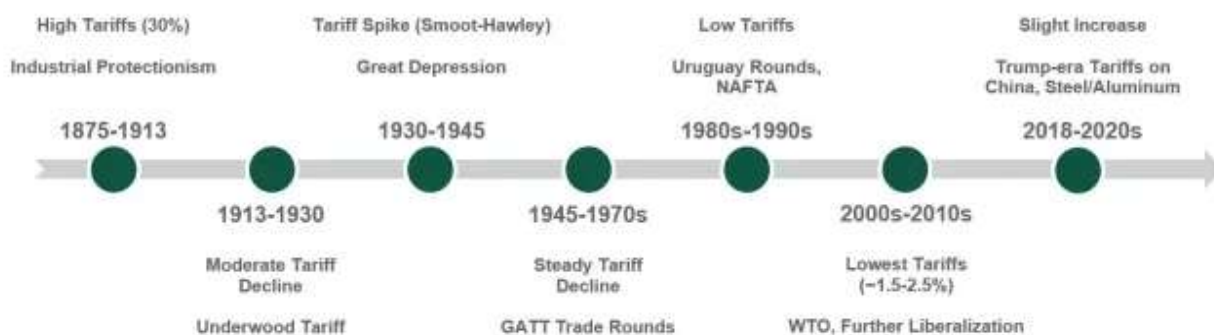 High Tariffs (30%)
Industrial Protectionism
1875-1913
Tariff Spike (Smoot-Hawley)
Great Depression
1930-1945
Low Tariffs
Uruguay Rounds,
NAFTA
1980s-1990s
Slight Increase
Trump-era Tariffs on
China, Steel/Aluminum
2018-2020s
1913-1930
Moderate Tariff
Decline
Underwood Tariff
1945-1970s
Steady Tariff
Decline
GATT Trade Rounds
2000s-2010s
Lowest Tariffs
(~1.5-2.5%)
WTO, Further Liberalization